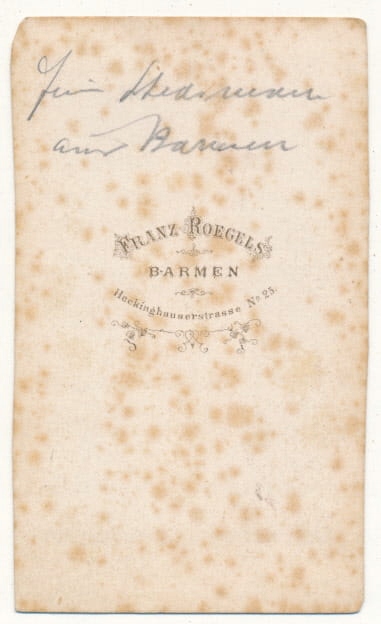 aus Barmen
FRANZ ROEGELS
BARMEN
Heckinghauserstrasse No. 25.